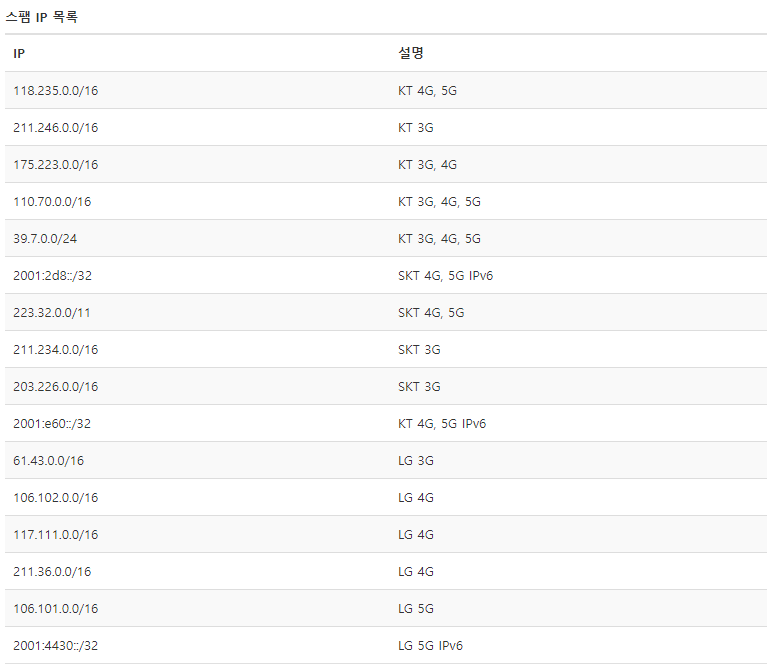 스팸 IP 목록
IP 설명
118.235.0.0/16 KT 4G, 5G
211.246.0.0/16 KT 3G
175.223.0.0/16 KT 3G, 4G
110.70.0.0/16 KT 3G, 4G, 5G
39.7.0.0/24 KT 3G, 4G, 5G
2001:2d8::/32 SKT 4G, 5G IPv6
223.32.0.0/11 SKT 4G, 5G
211.234.0.0/16 SKT 3G
203.226.0.0/16 SKT 3G
2001:e60::/32 KT 4G, 5G IPv6
61.43.0.0/16 LG 3G
106.102.0.0/16 LG 4G
117.111.0.0/16 LG 4G
211.36.0.0/16 LG 4G
106.101.0.0/16 LG 5G
2001:4430::/32 LG 5G IPv6